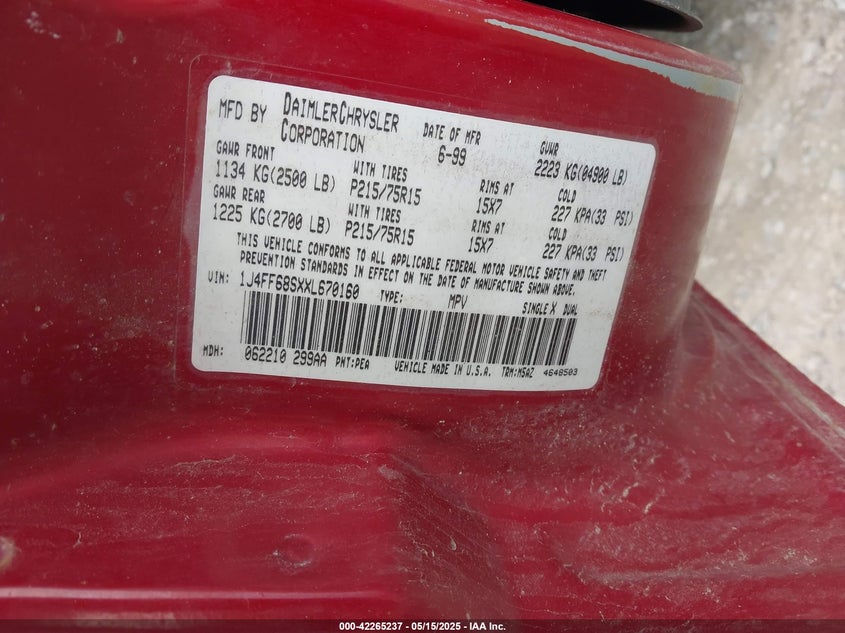 MFD BY DAIMLERCHRYSLER CORPORATION DATE OF MFR 6-99 GVWR 2223 KG(04900 LB)
GAWR FRONT WITH TIRES RIMS AT COLD
1134 KG(2500 LB) P215/75R15 15X7 227 KPA(33 PSI)
GAWR REAR WITH TIRES RIMS AT COLD
1225 KG(2700 LB) P215/75R15 15X7 227 KPA(33 PSI)
THIS VEHICLE CONFORMS TO ALL APPLICABLE FEDERAL MOTOR VEHICLE SAFETY AND THEFT
PREVENTION STANDARDS IN EFFECT ON THE DATE OF MANUFACTURE SHOWN ABOVE.
VIN: 1J4FF68SXXL670160 TYPE: MPV SINGLE X DUAL
MDH: 062210 299AA PNT:PEA VEHICLE MADE IN U.S.A. TRM:MSAZ 4648503
000-42265237 - 05/15/2025 - IAA Inc.